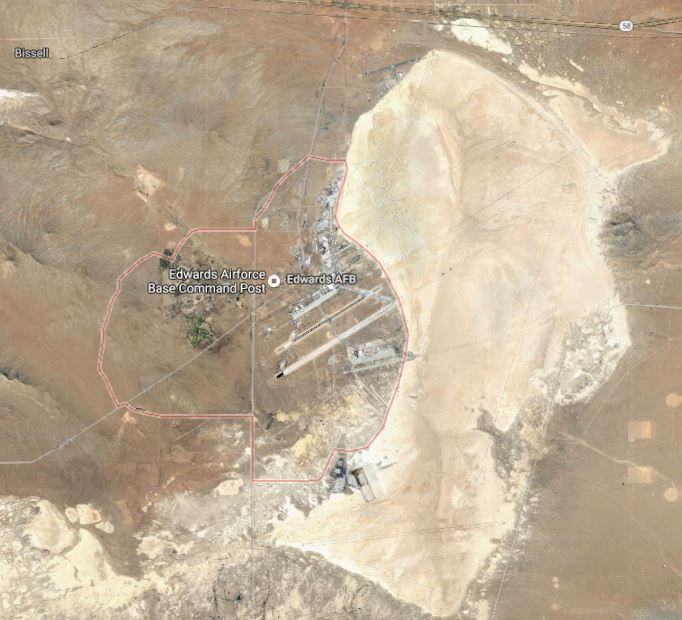 58
Bissell
Edwards Airforce
Base Command Post
Edwards AFB